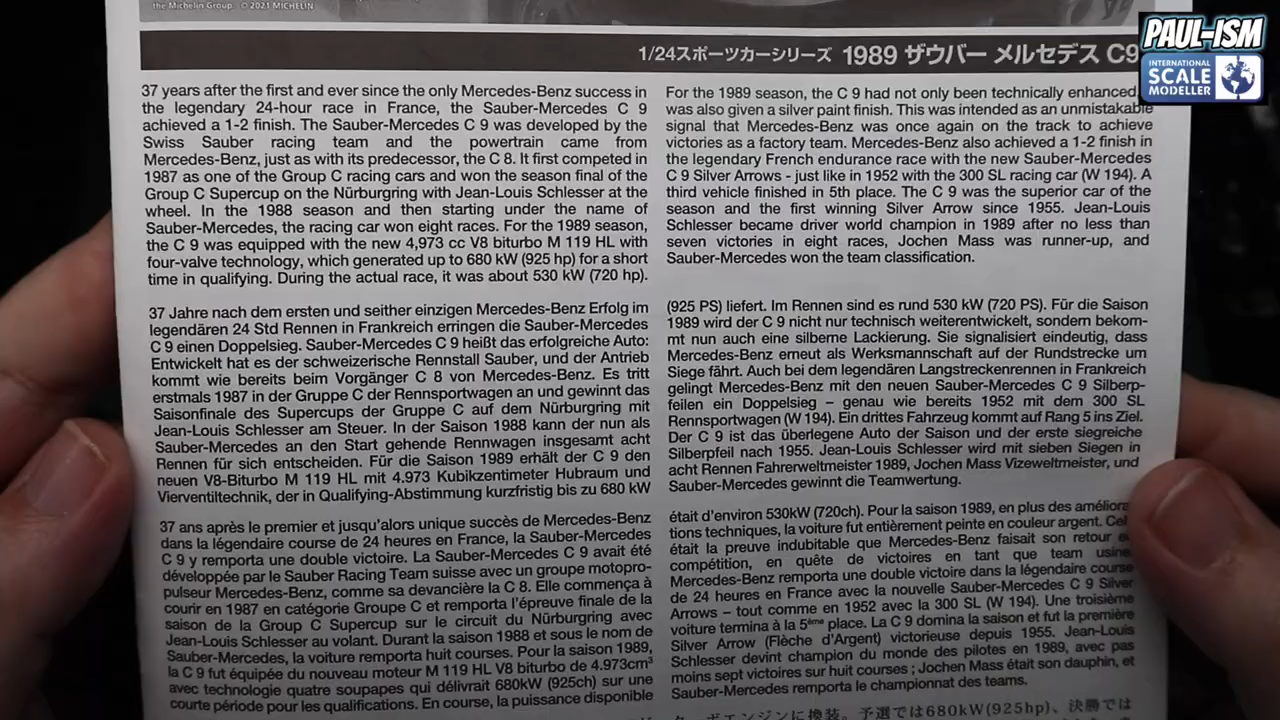 the Michelin Group. © 2021 MICHELIN
PAUL-ISM
INTERNATIONAL
SCALE
MODELLER
1/24スポーツカーシリーズ 1989 ザウバー メルセデス C9
37 years after the first and ever since the only Mercedes-Benz success in
the legendary 24-hour race in France, the Sauber-Mercedes C 9
achieved a 1-2 finish. The Sauber-Mercedes C 9 was developed by the
Swiss Sauber racing team and the powertrain came from
Mercedes-Benz, just as with its predecessor, the C 8. It first competed in
1987 as one of the Group C racing cars and won the season final of the
Group C Supercup on the Nürburgring with Jean-Louis Schlesser at the
wheel. In the 1988 season and then starting under the name of
Sauber-Mercedes, the racing car won eight races. For the 1989 season,
the C 9 was equipped with the new 4,973 cc V8 biturbo M 119 HL with
four-valve technology, which generated up to 680 kW (925 hp) for a short
time in qualifying. During the actual race, it was about 530 kW (720 hp).
For the 1989 season, the C 9 had not only been technically enhanced,
was also given a silver paint finish. This was intended as an unmistakable
signal that Mercedes-Benz was once again on the track to achieve
victories as a factory team. Mercedes-Benz also achieved a 1-2 finish in
the legendary French endurance race with the new Sauber-Mercedes
C 9 Silver Arrows - just like in 1952 with the 300 SL racing car (W 194). A
third vehicle finished in 5th place. The C 9 was the superior car of the
season and the first winning Silver Arrow since 1955. Jean-Louis
Schlesser became driver world champion in 1989 after no less than
seven victories in eight races, Jochen Mass was runner-up, and
Sauber-Mercedes won the team classification.
37 Jahre nach dem ersten und seither einzigen Mercedes-Benz Erfolg im
legendären 24 Std Rennen in Frankreich erringen die Sauber-Mercedes
C 9 einen Doppelsieg. Sauber-Mercedes C 9 heißt das erfolgreiche Auto:
Entwickelt hat es der schweizerische Rennstall Sauber, und der Antrieb
kommt wie bereits beim Vorgänger C 8 von Mercedes-Benz. Es tritt
erstmals 1987 in der Gruppe C der Rennsportwagen an und gewinnt das
Saisonfinale des Supercups der Gruppe C auf dem Nürburgring mit
Jean-Louis Schlesser am Steuer. In der Saison 1988 kann der nun als
Sauber-Mercedes an den Start gehende Rennwagen insgesamt acht
Rennen für sich entscheiden. Für die Saison 1989 erhält der C 9 den
neuen V8-Biturbo M 119 HL mit 4.973 Kubikzentimeter Hubraum und
Vierventiltechnik, der in Qualifying-Abstimmung kurzfristig bis zu 680 kW
(925 PS) liefert. Im Rennen sind es rund 530 kW (720 PS). Für die Saison
1989 wird der C 9 nicht nur technisch weiterentwickelt, sondern bekom-
mt nun auch eine silberne Lackierung. Sie signalisiert eindeutig, dass
Mercedes-Benz erneut als Werksmannschaft auf der Rundstrecke um
Siege fährt. Auch bei dem legendären Langstreckenrennen in Frankreich
gelingt Mercedes-Benz mit den neuen Sauber-Mercedes C 9 Silberp-
feilen ein Doppelsieg – genau wie bereits 1952 mit dem 300 SL
Rennsportwagen (W 194). Ein drittes Fahrzeug kommt auf Rang 5 ins Ziel.
Der C 9 ist das überlegene Auto der Saison und der erste siegreiche
Silberpfeil nach 1955. Jean-Louis Schlesser wird mit sieben Siegen in
acht Rennen Fahrerweltmeister 1989, Jochen Mass Vizeweltmeister, und
Sauber-Mercedes gewinnt die Teamwertung.
37 ans après le premier et jusqu'alors unique succès de Mercedes-Benz
dans la légendaire course de 24 heures en France, la Sauber-Mercedes
C 9 y remporta une double victoire. La Sauber-Mercedes C 9 avait été
développée par le Sauber Racing Team suisse avec un groupe motopro-
pulseur Mercedes-Benz, comme sa devancière la C 8. Elle commença à
courir en 1987 en catégorie Groupe C et remporta l'épreuve finale de la
saison de la Group C Supercup sur le circuit du Nürburgring avec
Jean-Louis Schlesser au volant. Durant la saison 1988 et sous le nom de
Sauber-Mercedes, la voiture remporta huit courses. Pour la saison 1989,
la C 9 fut équipée du nouveau moteur M 119 HL V8 biturbo de 4.973cm³
avec technologie quatre soupapes qui délivrait 680kW (925ch) sur une
courte période pour les qualifications. En course, la puissance disponible
était d'environ 530kW (720ch). Pour la saison 1989, en plus des améliora-
tions techniques, la voiture fut entièrement peinte en couleur argent. Cel
était la preuve indubitable que Mercedes-Benz faisait son retour e
compétition, en quête de victoires en tant que team usine
Mercedes-Benz remporta une double victoire dans la légendaire course
de 24 heures en France avec la nouvelle Sauber-Mercedes C 9 Silver
Arrows – tout comme en 1952 avec la 300 SL (W 194). Une troisième
voiture termina à la 5ème place. La C 9 domina la saison et fut la première
Silver Arrow (Flèche d'Argent) victorieuse depuis 1955. Jean-Louis
Schlesser devint champion du monde des pilotes en 1989, avec pas
moins sept victoires sur huit courses ; Jochen Mass était son dauphin, et
Sauber-Mercedes remporta le championnat des teams.
ターボエンジンに換装。予選では680kW(925hp)、決勝では